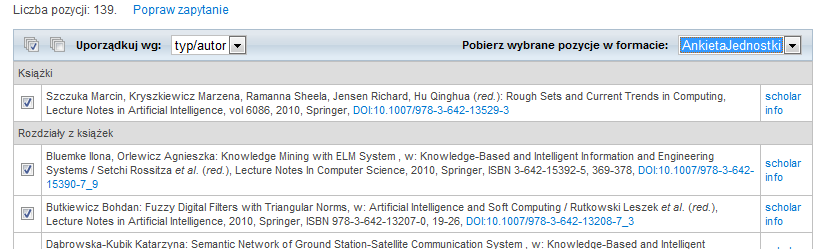 Liczba pozycji: 139. Popraw zapytanie
Uporządkuj wg: typ/autor Pobierz wybrane pozycje w formacie: AnkietaJednostki
Książki
Szczuka Marcin, Kryszkiewicz Marzena, Ramanna Sheela, Jensen Richard, Hu Qinghua (red.): Rough Sets and Current Trends in Computing, scholar
Lecture Notes in Artificial Intelligence, vol 6086, 2010, Springer, DOI:10.1007/978-3-642-13529-3 info
Rozdziały z książek
Bluemke Ilona, Orlewicz Agnieszka: Knowledge Mining with ELM System , w: Knowledge-Based and Intelligent Information and Engineering
Systems / Setchi Rossitza et al. (red.), Lecture Notes In Computer Science, 2010, Springer, ISBN 3-642-15392-5, 369-378, DOI:10.1007/978-3-642-
15390-7_9
scholar
info
Butkiewicz Bohdan: Fuzzy Digital Filters with Triangular Norms, w: Artificial Intelligence and Soft Computing / Rutkowski Leszek et al. (red.), scholar
Lecture Notes in Artificial Intelligence, 2010, Springer, ISBN 978-3-642-13207-0, 19-26, DOI:10.1007/978-3-642-13208-7_3 info
Dąbrowska-Kubik Katarzyna: Semantic Network of Ground Station-Satellite Communication System , w: Knowledge-Based and Intelligent